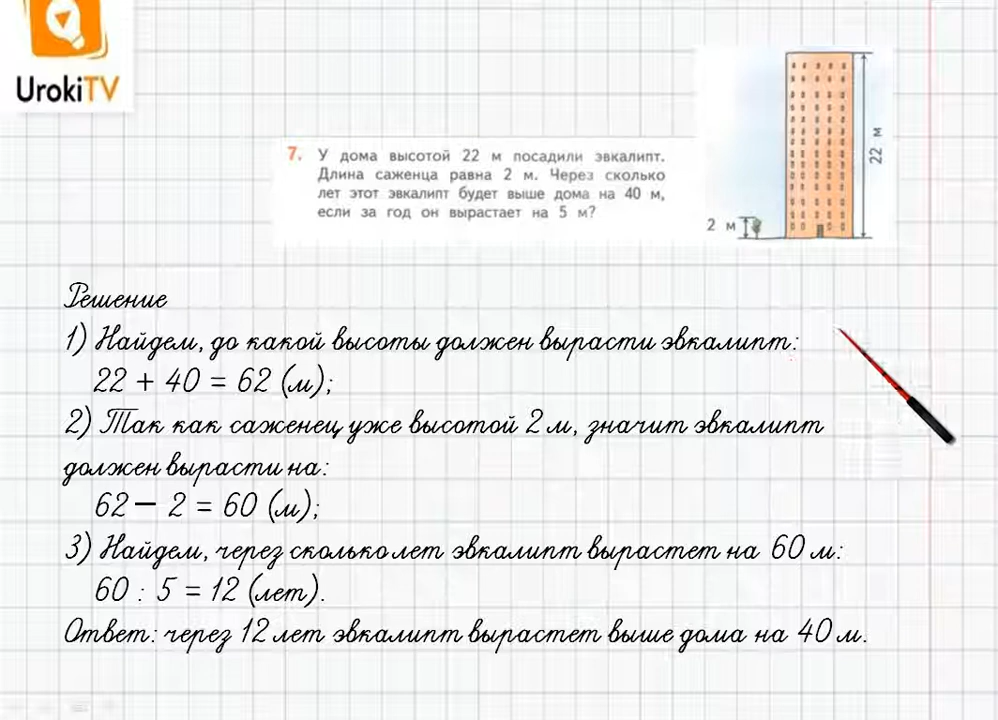 UrokiTV
7. У дома высотой 22 м посадили эвкалипт.
Длина саженца равна 2 м. Через сколько
лет этот эвкалипт будет выше дома на 40 м,
если за год он вырастает на 5 м?
22 м
2 м
Решение
1) Найдем, до какой высоты должен вырасти эвкалипт:
22 + 40 = 62 (м);
2) Так как саженец уже высотой 2 м, значит эвкалипт
должен вырасти на:
62 − 2 = 60 (м);
3) Найдем, через сколько лет эвкалипт вырастет на 60 м:
60 : 5 = 12 (лет).
Ответ: через 12 лет эвкалипт вырастет выше дома на 40 м.